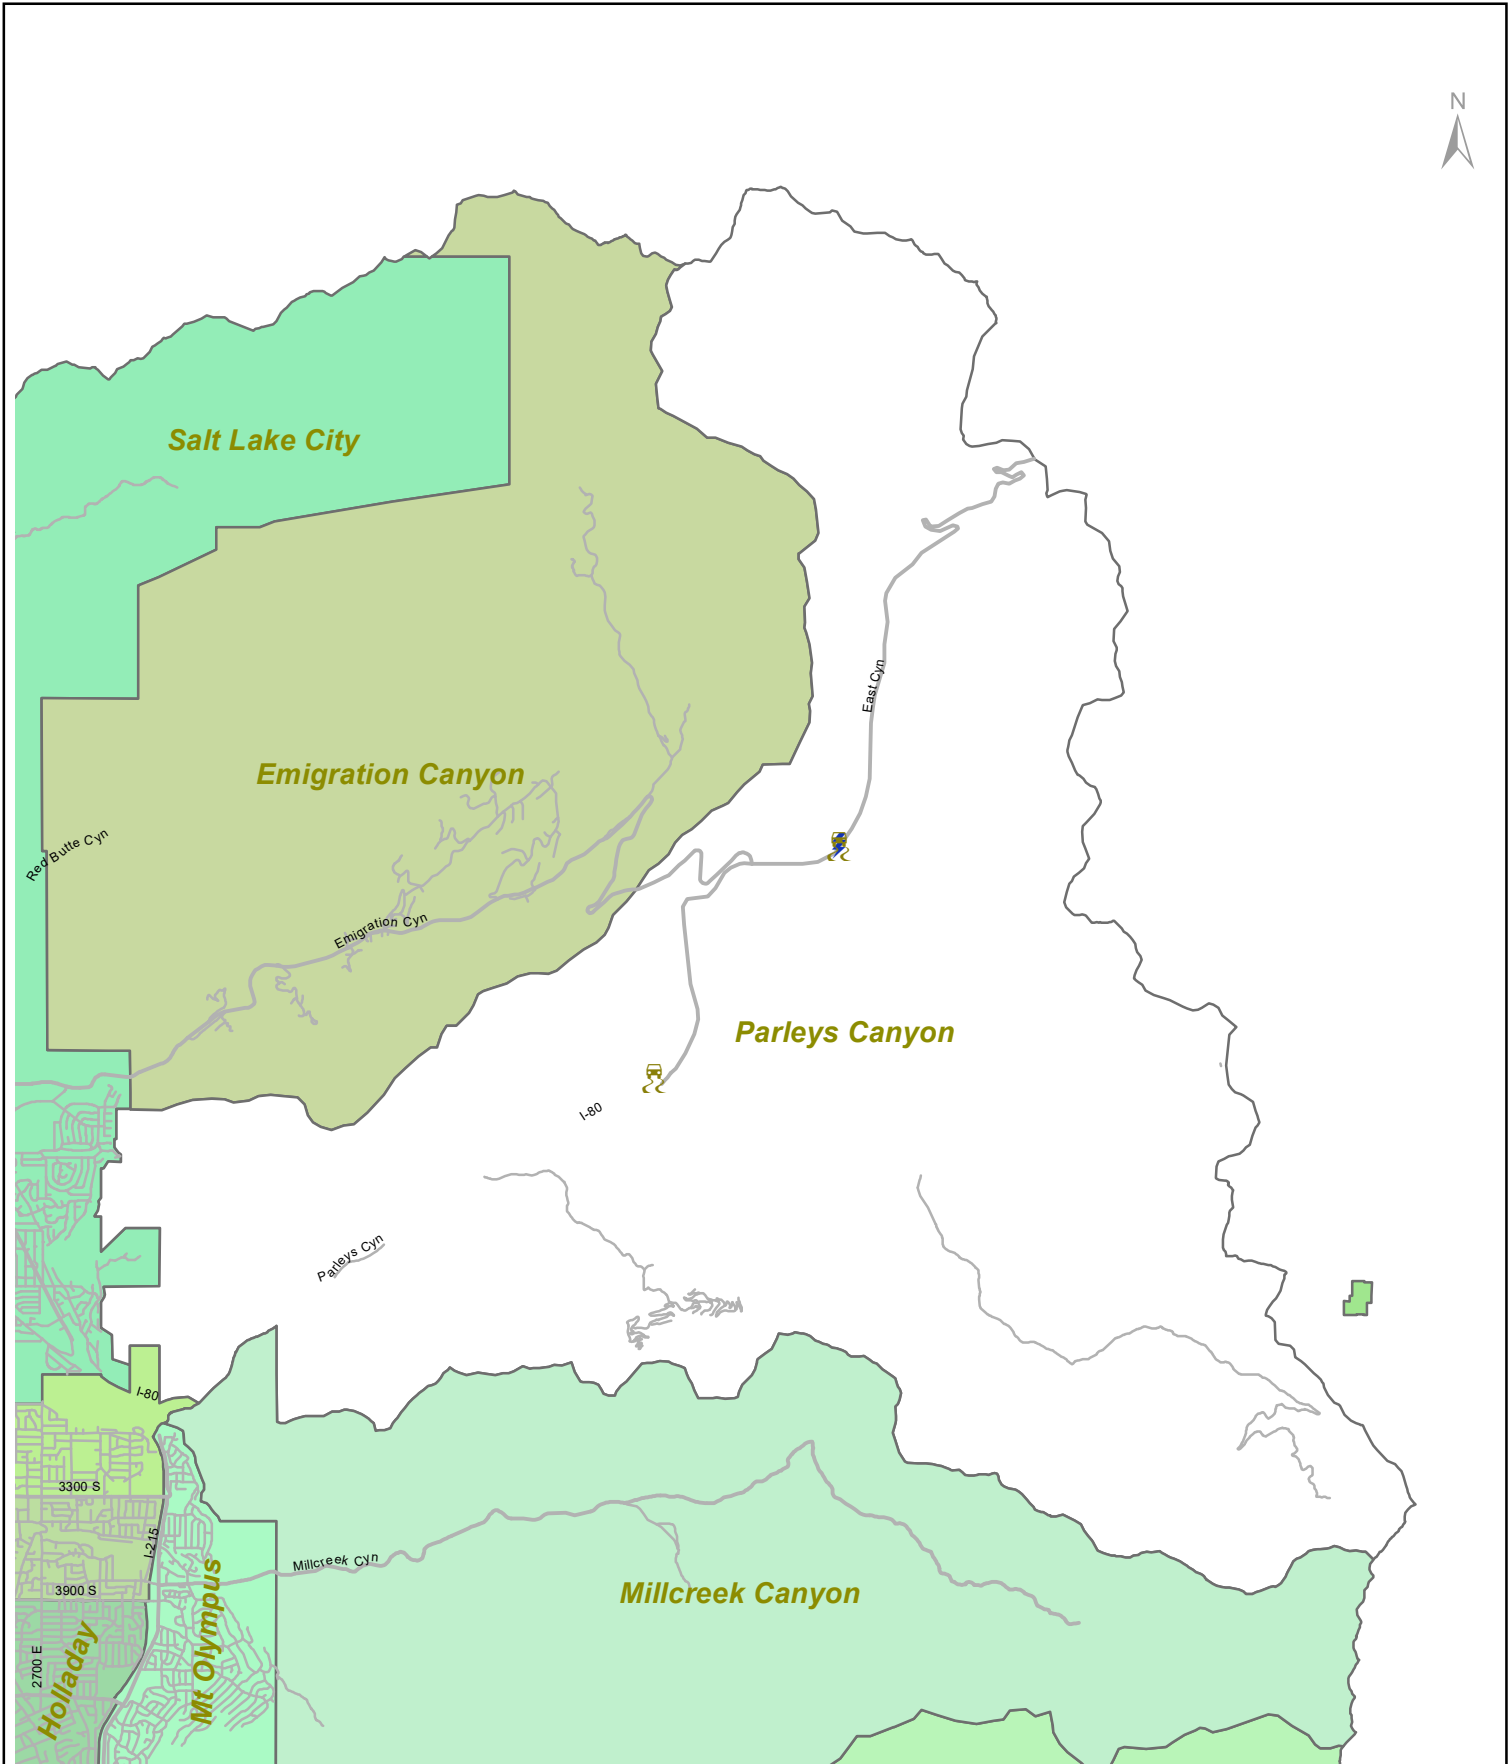 N
Salt Lake City
East Cyn
Emigration Canyon
Red Butte Cyn
Emigration Cyn
Parleys Canyon
I-80
Parleys Cyn
I-80
3300 S
I-215
Millcreek Cyn
3900 S
Millcreek Canyon
Mt Olympus
Holladay
2700 E